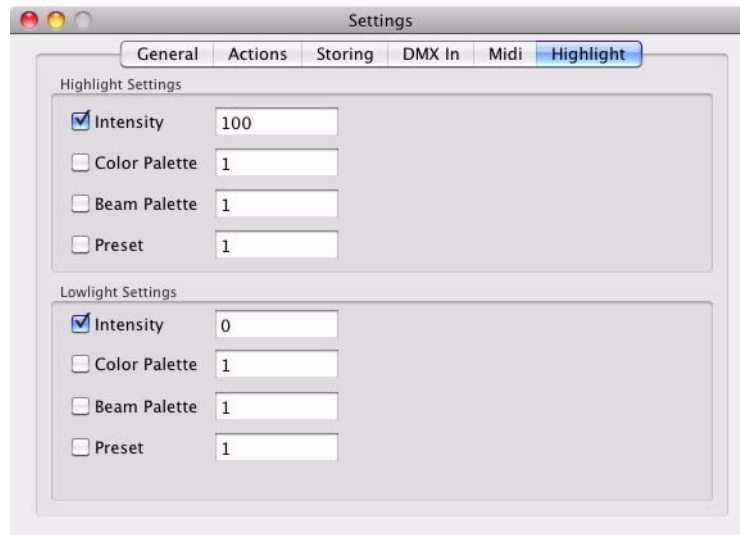 Settings
General Actions Storing DMX In Midi Highlight
Highlight Settings
Intensity 100
Color Palette 1
Beam Palette 1
Preset 1
Lowlight Settings
Intensity 0
Color Palette 1
Beam Palette 1
Preset 1